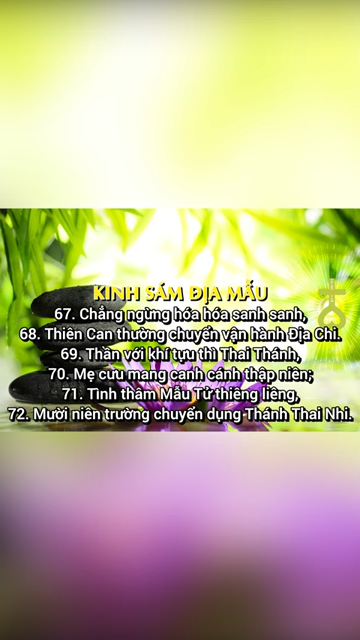 KINH SÁM ĐỊA MẪU
67. Chẳng ngừng hóa hóa sanh sanh,
68. Thiên Can thường chuyển vận hành Địa Chi.
69. Thần với khí tựu thì Thai Thánh,
70. Mẹ cưu mang canh cánh thập niên;
71. Tình thâm Mẫu Tử thiêng liêng,
72. Mười niên trường chuyển dụng Thánh Thai Nhi.